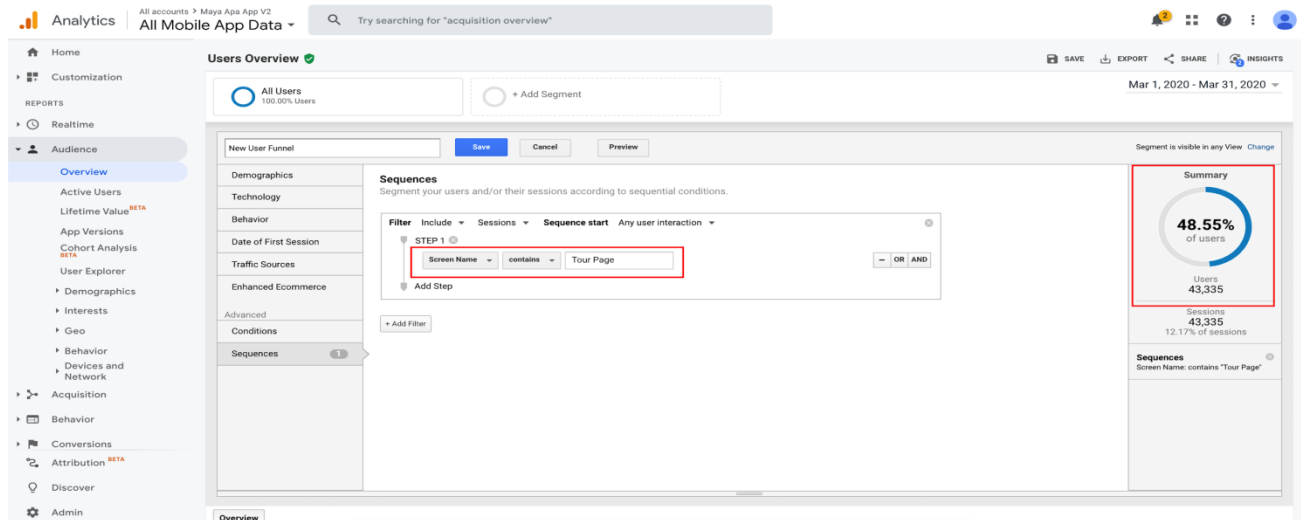 Analytics
All accounts > Maya Apa App V2
All Mobile App Data
Try searching for "acquisition overview"
2
Home
Customization
REPORTS
Realtime
Audience
Overview
Active Users
Lifetime Value BETA
App Versions
Cohort Analysis
BETA
User Explorer
Demographics
Interests
Geo
Behavior
Devices and
Network
Acquisition
Behavior
Conversions
Attribution BETA
Discover
Admin
Users Overview
SAVE EXPORT SHARE INSIGHTS
All Users
100.00% Users
+ Add Segment
Mar 1, 2020 - Mar 31, 2020
New User Funnel
Save Cancel Preview
Segment is visible in any View Change
Demographics
Technology
Behavior
Date of First Session
Traffic Sources
Enhanced Ecommerce
Advanced
Conditions
Sequences 1
Sequences
Segment your users and/or their sessions according to sequential conditions.
Filter Include Sessions Sequence start Any user interaction
STEP 1
Screen Name contains Tour Page
– OR AND
Add Step
+ Add Filter
Summary
48.55%
of users
Users
43,335
Sessions
43,335
12.17% of sessions
Sequences
Screen Name: contains "Tour Page"
Overview